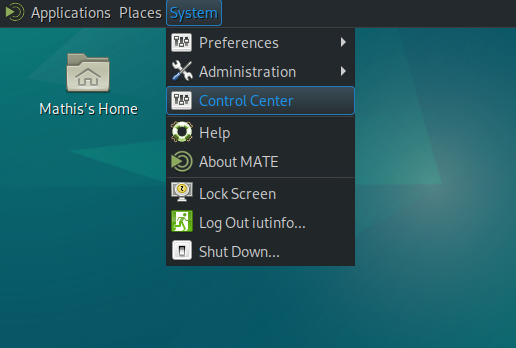 Applications Places System
Preferences
Administration
Control Center
Mathis's Home
Help
About MATE
Lock Screen
Log Out iutinfo...
Shut Down...